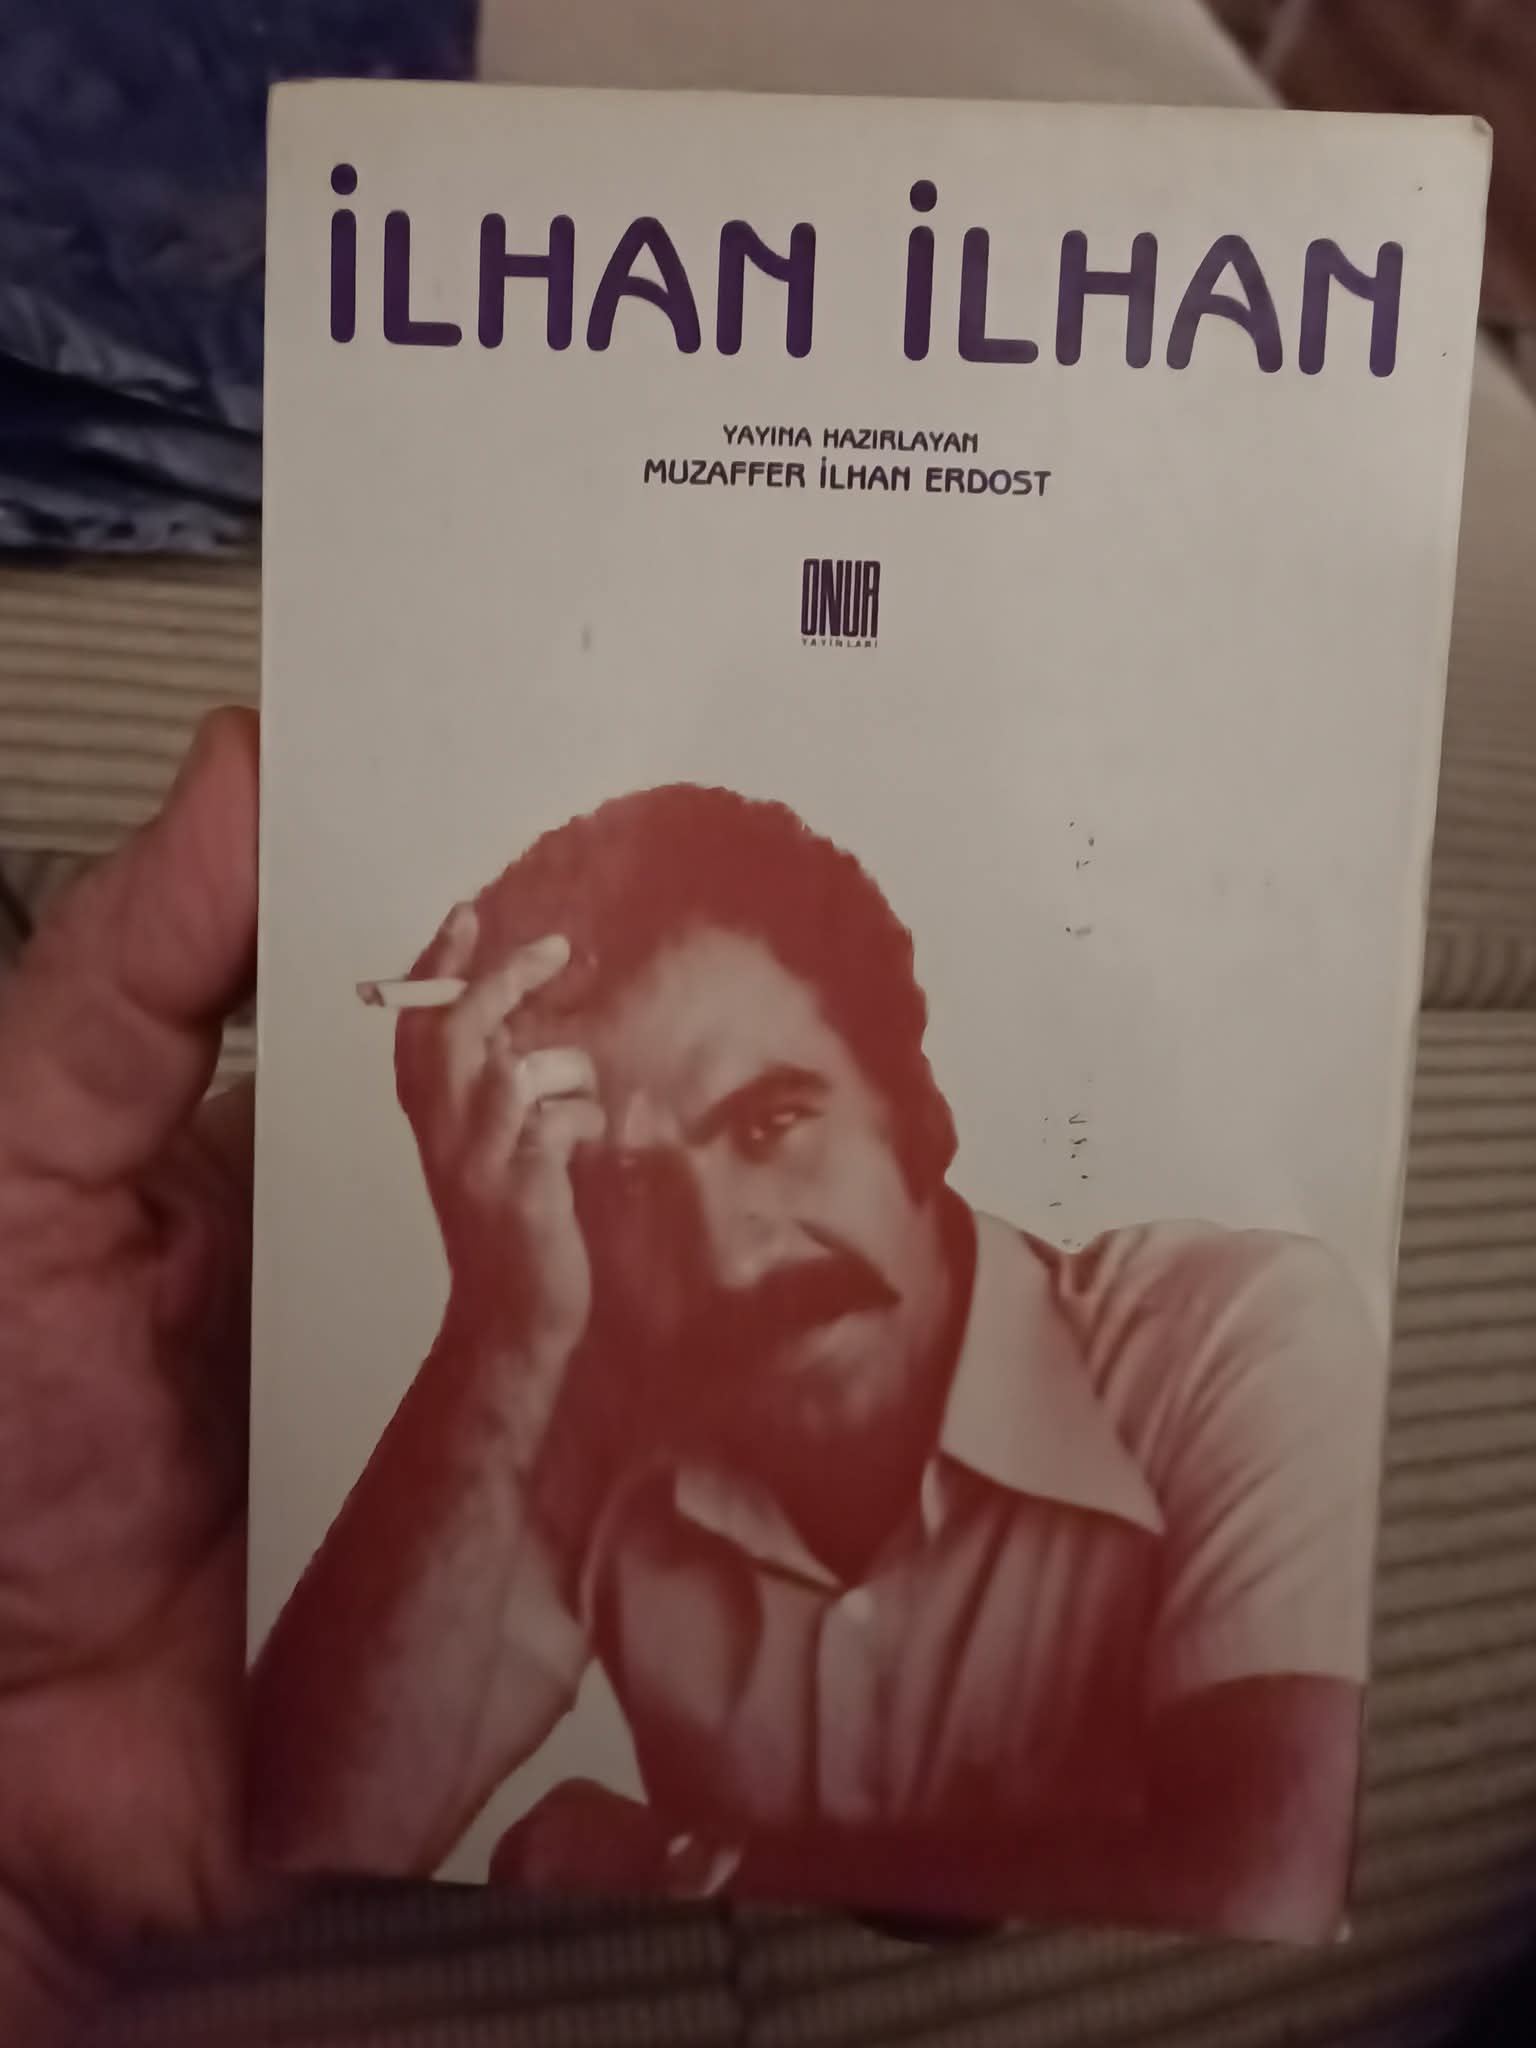 İLHAN İLHAN
YAYINA HAZIRLAYAN
MUZAFFER İLHAN ERDOST
ONUR
YAYINLARI